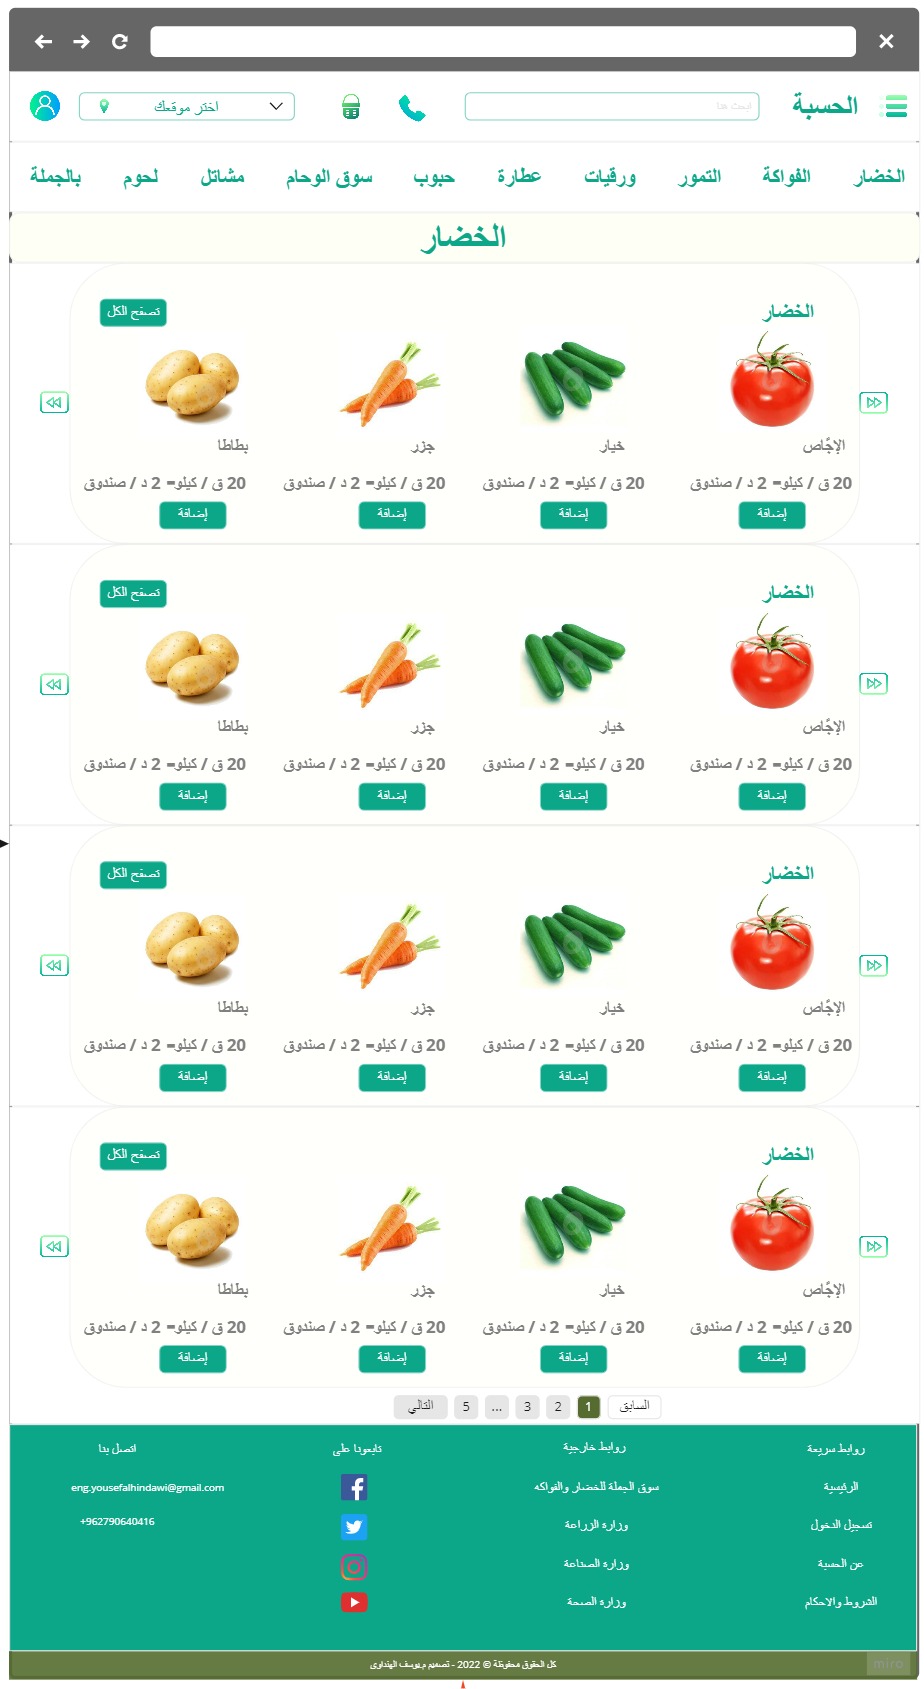 الحسبة
ابحث هنا
اختر موقعك
الخضار الفواكة التمور ورقيات عطارة حبوب سوق الوحام مشاتل لحوم بالجملة
الخضار
الخضار
تصفح الكل
الإجّاص خيار جزر بطاطا
20 ق / كيلو= 2 د / صندوق 20 ق / كيلو= 2 د / صندوق 20 ق / كيلو= 2 د / صندوق 20 ق / كيلو= 2 د / صندوق
إضافة إضافة إضافة إضافة
الخضار
تصفح الكل
الإجّاص خيار جزر بطاطا
20 ق / كيلو= 2 د / صندوق 20 ق / كيلو= 2 د / صندوق 20 ق / كيلو= 2 د / صندوق 20 ق / كيلو= 2 د / صندوق
إضافة إضافة إضافة إضافة
الخضار
تصفح الكل
الإجّاص خيار جزر بطاطا
20 ق / كيلو= 2 د / صندوق 20 ق / كيلو= 2 د / صندوق 20 ق / كيلو= 2 د / صندوق 20 ق / كيلو= 2 د / صندوق
إضافة إضافة إضافة إضافة
الخضار
تصفح الكل
الإجّاص خيار جزر بطاطا
20 ق / كيلو= 2 د / صندوق 20 ق / كيلو= 2 د / صندوق 20 ق / كيلو= 2 د / صندوق 20 ق / كيلو= 2 د / صندوق
إضافة إضافة إضافة إضافة
السابق 1 2 3 ... 5 التالي
روابط سريعة
الرئيسية
تسجيل الدخول
عن الحسبة
الشروط والاحكام
روابط خارجية
سوق الجملة للخضار والفواكه
وزارة الزراعة
وزارة الصناعة
وزارة الصحة
تابعونا على
اتصل بنا
eng.yousefalhindawi@gmail.com
+962790640416
كل الحقوق محفوظة © 2022 - تصميم م.يوسف الهنداوي
miro